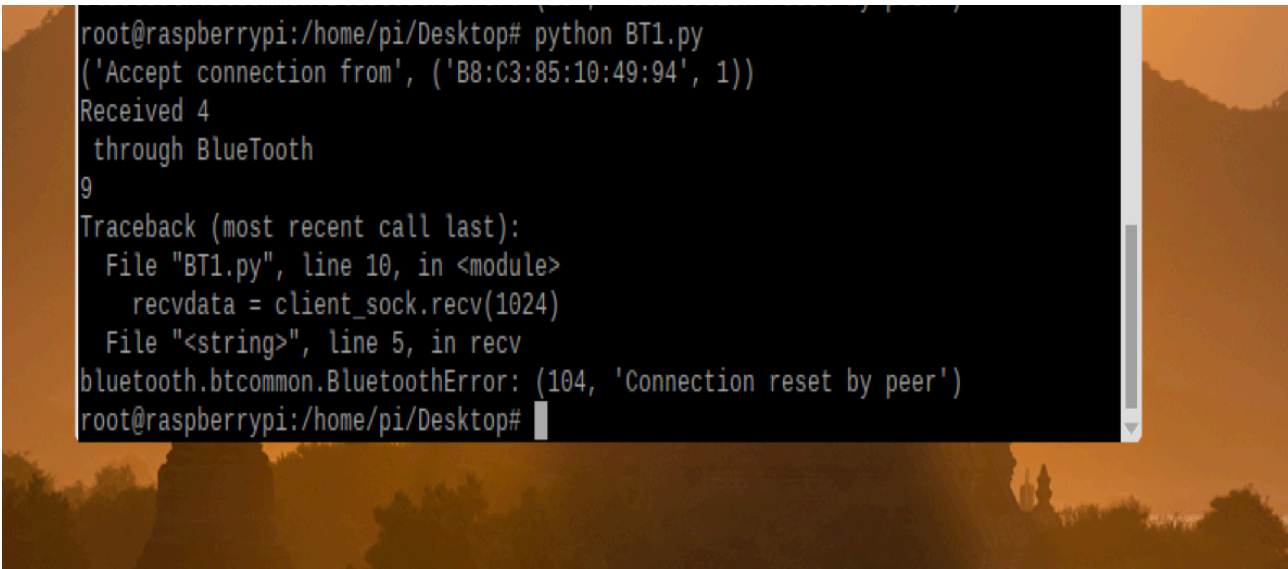 root@raspberrypi:/home/pi/Desktop# python BT1.py
('Accept connection from', ('B8:C3:85:10:49:94', 1))
Received 4
 through BlueTooth
9
Traceback (most recent call last):
  File "BT1.py", line 10, in <module>
    recvdata = client_sock.recv(1024)
  File "<string>", line 5, in recv
bluetooth.btcommon.BluetoothError: (104, 'Connection reset by peer')
root@raspberrypi:/home/pi/Desktop#